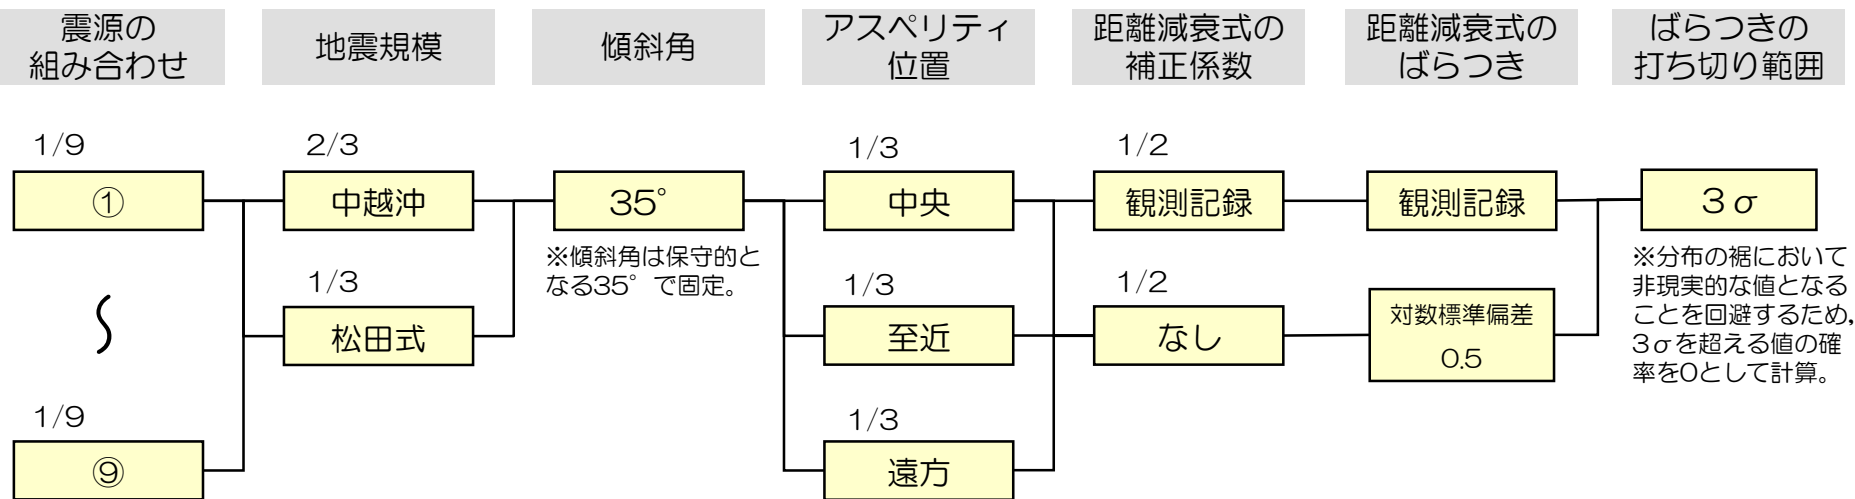 震源の
組み合わせ
地震規模
傾斜角
アスペリティ
位置
距離減衰式の
補正係数
距離減衰式の
ばらつき
ばらつきの
打ち切り範囲
1/9
2/3
1/3
1/2
①
中越沖
35°
中央
観測記録
観測記録
3σ
※傾斜角は保守的と
なる35°で固定。
※分布の裾において
非現実的な値となる
ことを回避するため,
3σを超える値の確
率を0として計算。
1/3
1/3
1/2
～
松田式
至近
なし
対数標準偏差
0.5
1/9
1/3
⑨
遠方